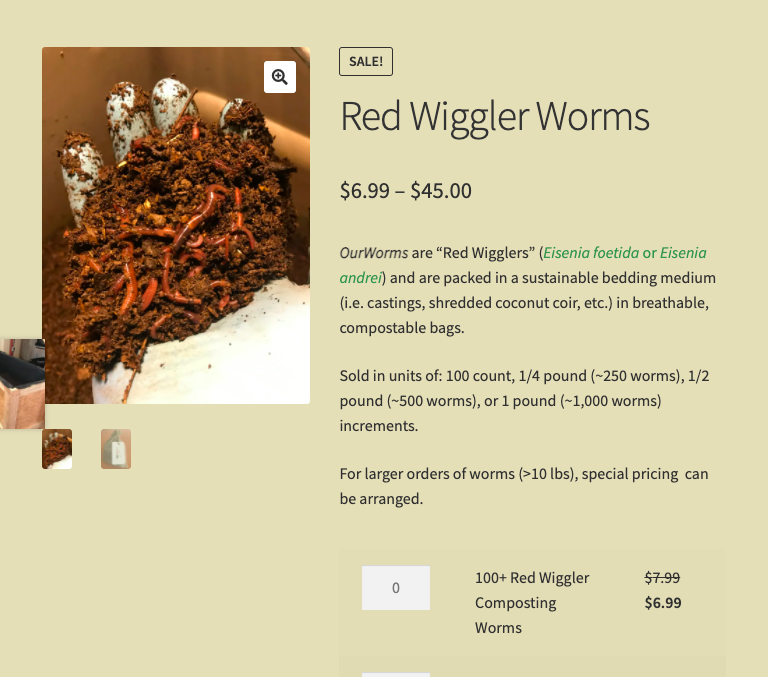 SALE!
Red Wiggler Worms
$6.99 – $45.00
OurWorms are “Red Wigglers” (Eisenia foetida or Eisenia
andrei) and are packed in a sustainable bedding medium
(i.e. castings, shredded coconut coir, etc.) in breathable,
compostable bags.
Sold in units of: 100 count, 1/4 pound (~250 worms), 1/2
pound (~500 worms), or 1 pound (~1,000 worms)
increments.
For larger orders of worms (>10 lbs), special pricing  can
be arranged.
0
100+ Red Wiggler
Composting
Worms
$7.99
$6.99